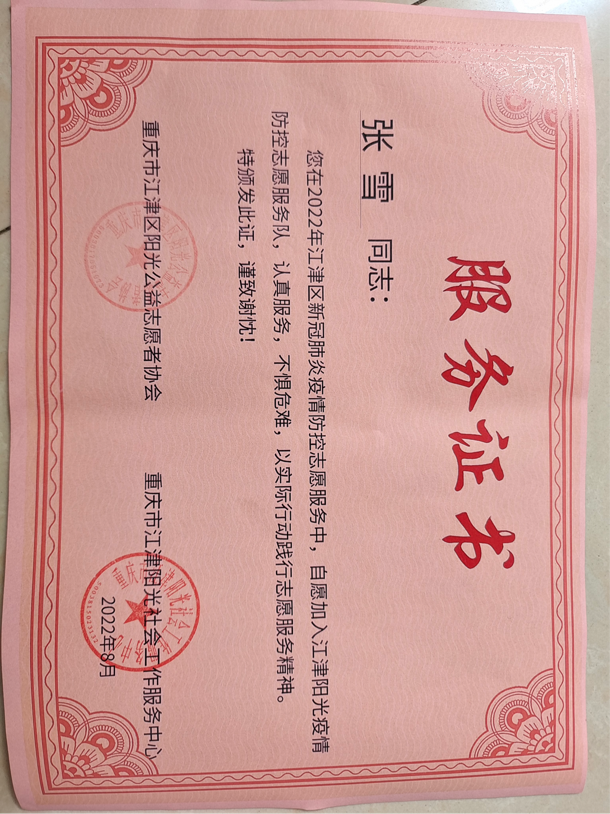 服务证书
张雪 同志：
您在2022年江津区新冠肺炎疫情防控志愿服务中，自愿加入江津阳光疫情
防控志愿服务队，认真服务，不惧危难，以实际行动践行志愿服务精神。
特颁发此证，谨致谢忱！
重庆市江津区阳光公益志愿者协会 重庆市江津阳光社会工作服务中心
2022年8月